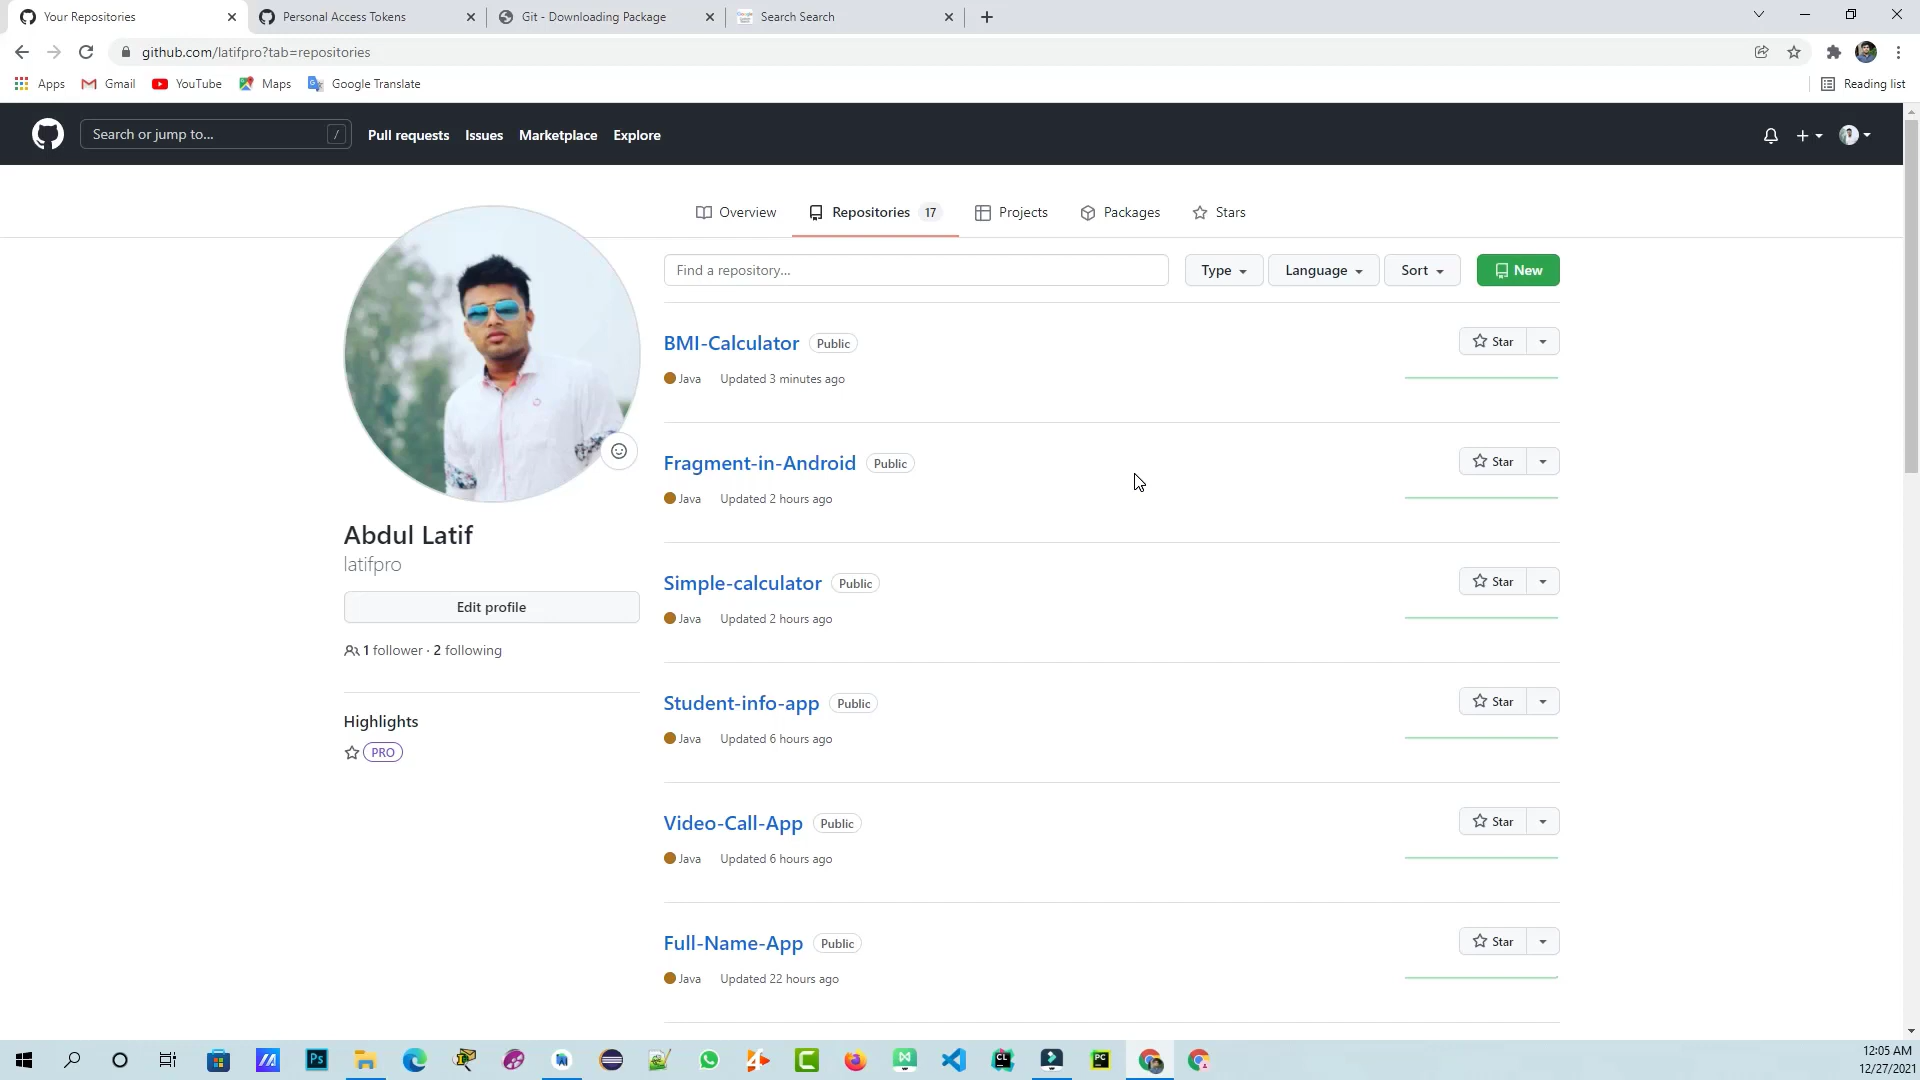 Your Repositories
Personal Access Tokens
Git - Downloading Package
Search Search
github.com/latifpro?tab=repositories
Apps
Gmail
YouTube
Maps
Google Translate
Reading list
Search or jump to...
/
Pull requests
Issues
Marketplace
Explore
Overview
Repositories 17
Projects
Packages
Stars
Find a repository...
Type
Language
Sort
New
BMI-Calculator Public
Star
Java Updated 3 minutes ago
Fragment-in-Android Public
Star
Java Updated 2 hours ago
Abdul Latif
latifpro
Edit profile
1 follower · 2 following
Highlights
PRO
Simple-calculator Public
Star
Java Updated 2 hours ago
Student-info-app Public
Star
Java Updated 6 hours ago
Video-Call-App Public
Star
Java Updated 6 hours ago
Full-Name-App Public
Star
Java Updated 22 hours ago
Ps
CL
PC
12:05 AM
12/27/2021